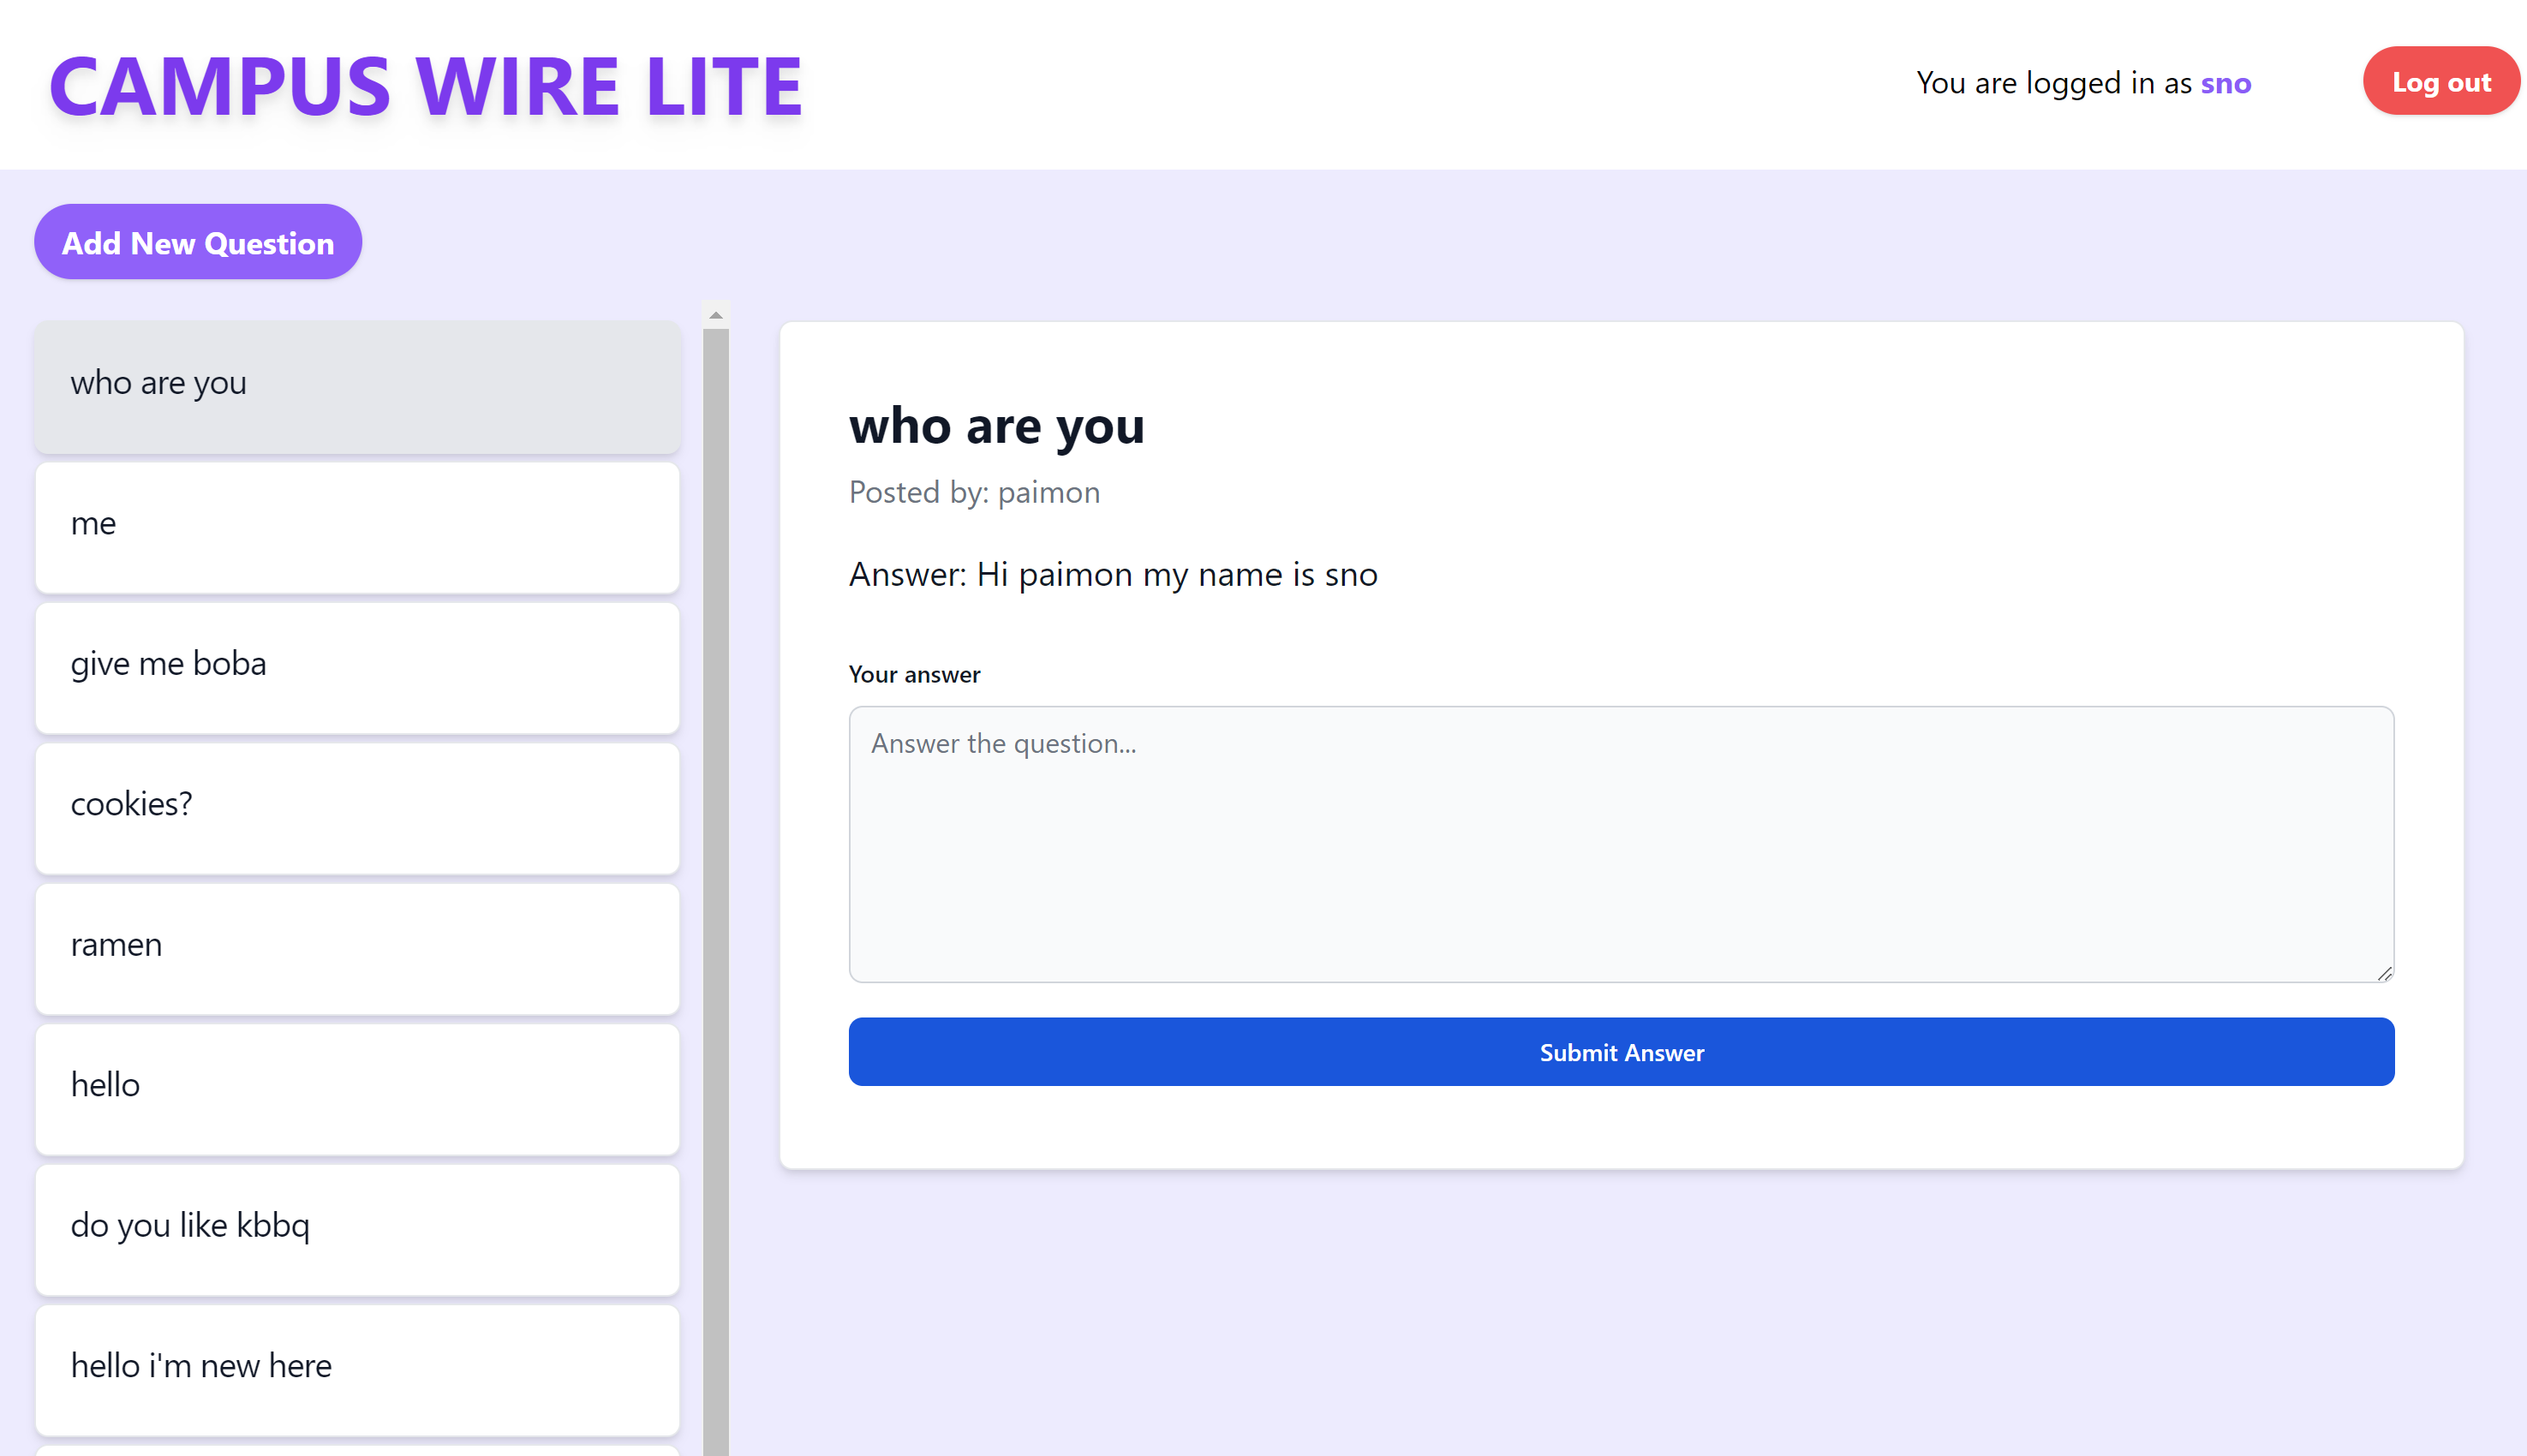 CAMPUS WIRE LITE
You are logged in as sno
Log out
Add New Question
who are you
me
give me boba
cookies?
ramen
hello
do you like kbbq
hello i'm new here
who are you
Posted by: paimon
Answer: Hi paimon my name is sno
Your answer
Answer the question...
Submit Answer